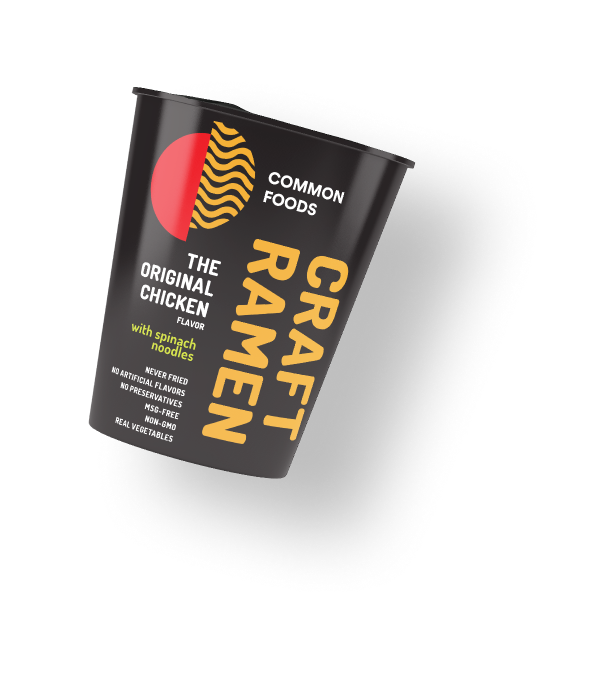 COMMON
FOODS
CRAFT
RAMEN
THE
ORIGINAL
CHICKEN
FLAVOR
with spinach
noodles
NEVER FRIED
NO ARTIFICIAL FLAVORS
NO PRESERVATIVES
MSG-FREE
NON-GMO
REAL VEGETABLES